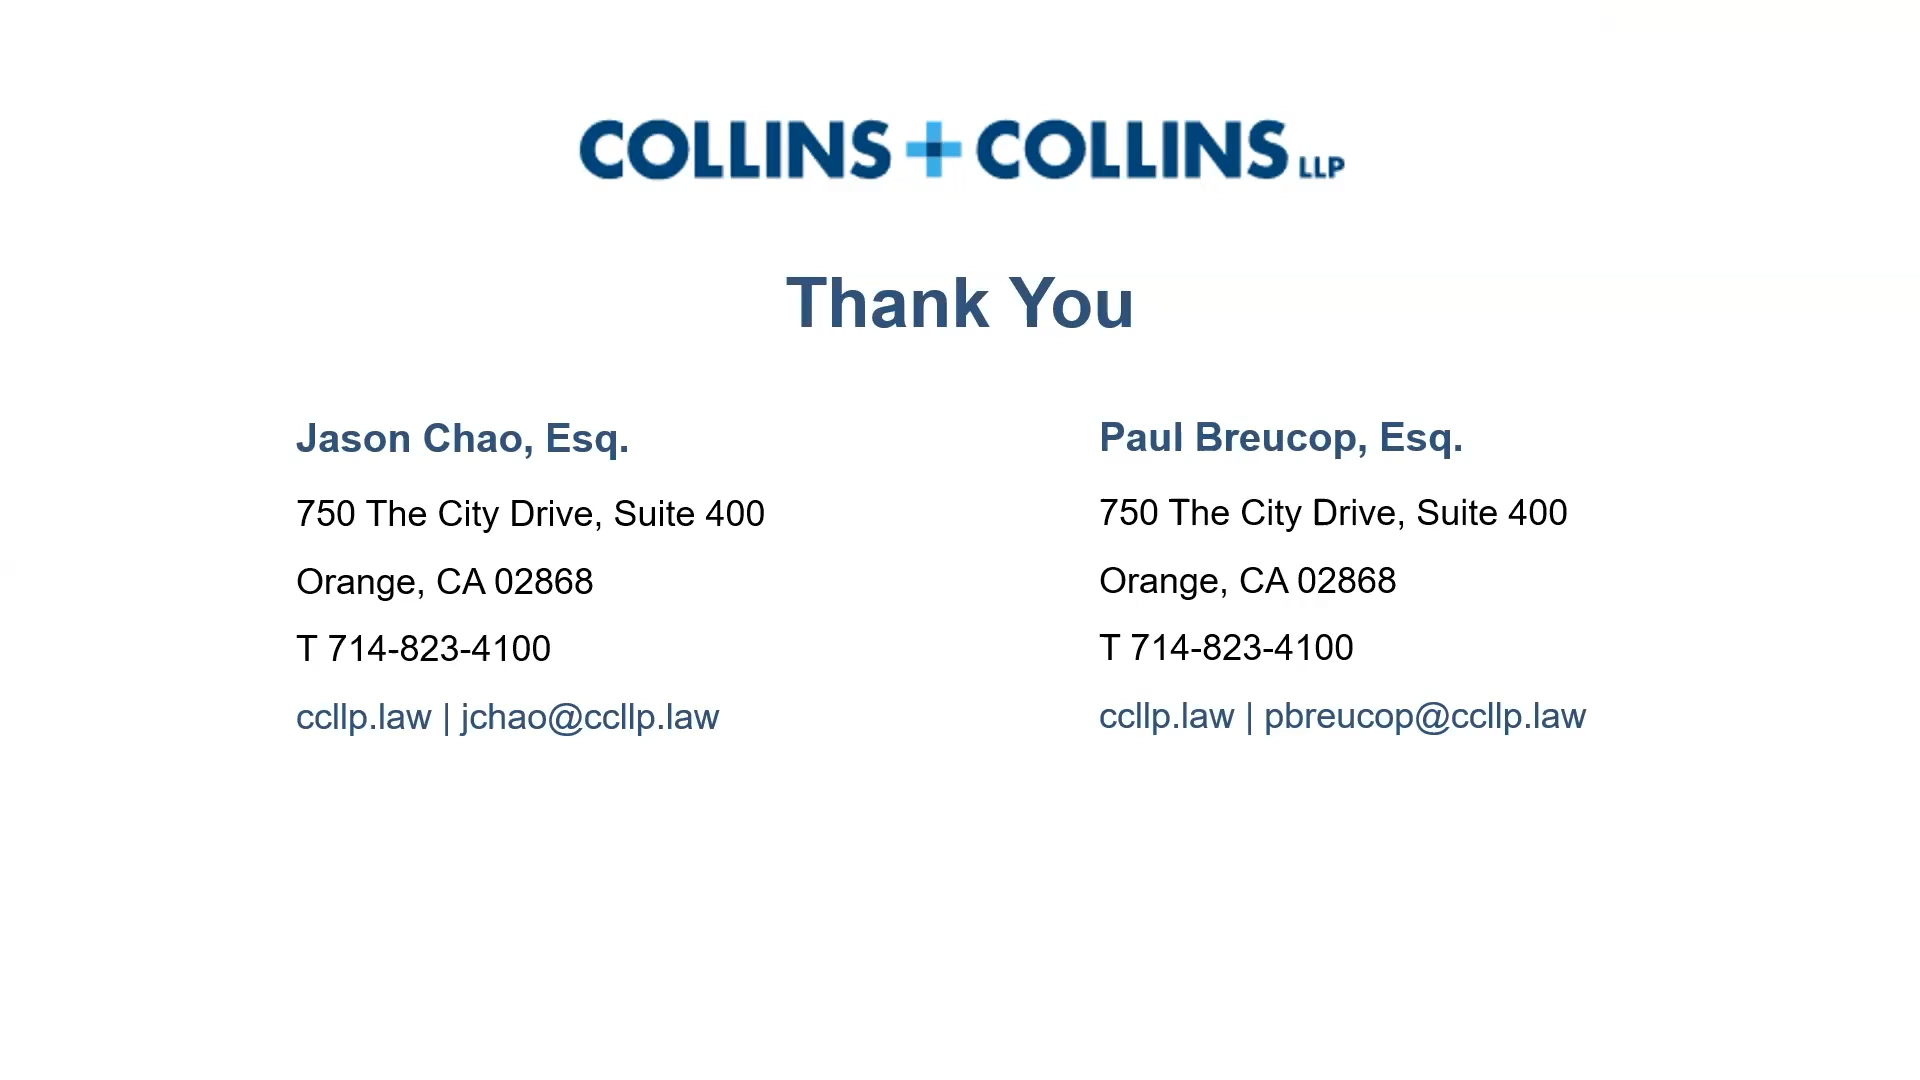 COLLINS + COLLINS LLP
Thank You
Jason Chao, Esq.
750 The City Drive, Suite 400
Orange, CA 02868
T 714-823-4100
ccllp.law | jchao@ccllp.law
Paul Breucop, Esq.
750 The City Drive, Suite 400
Orange, CA 02868
T 714-823-4100
ccllp.law | pbreucop@ccllp.law